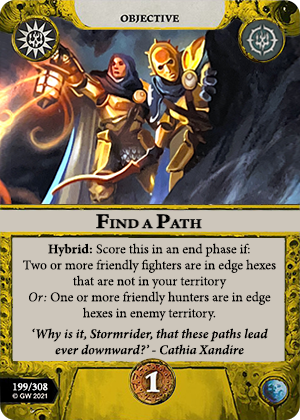 OBJECTIVE
FIND A PATH
Hybrid: Score this in an end phase if:
Two or more friendly fighters are in edge hexes
that are not in your territory
Or: One or more friendly hunters are in edge
hexes in enemy territory.
‘Why is it, Stormrider, that these paths lead
ever downward?’ - Cathia Xandire
199/308
© GW 2021
1